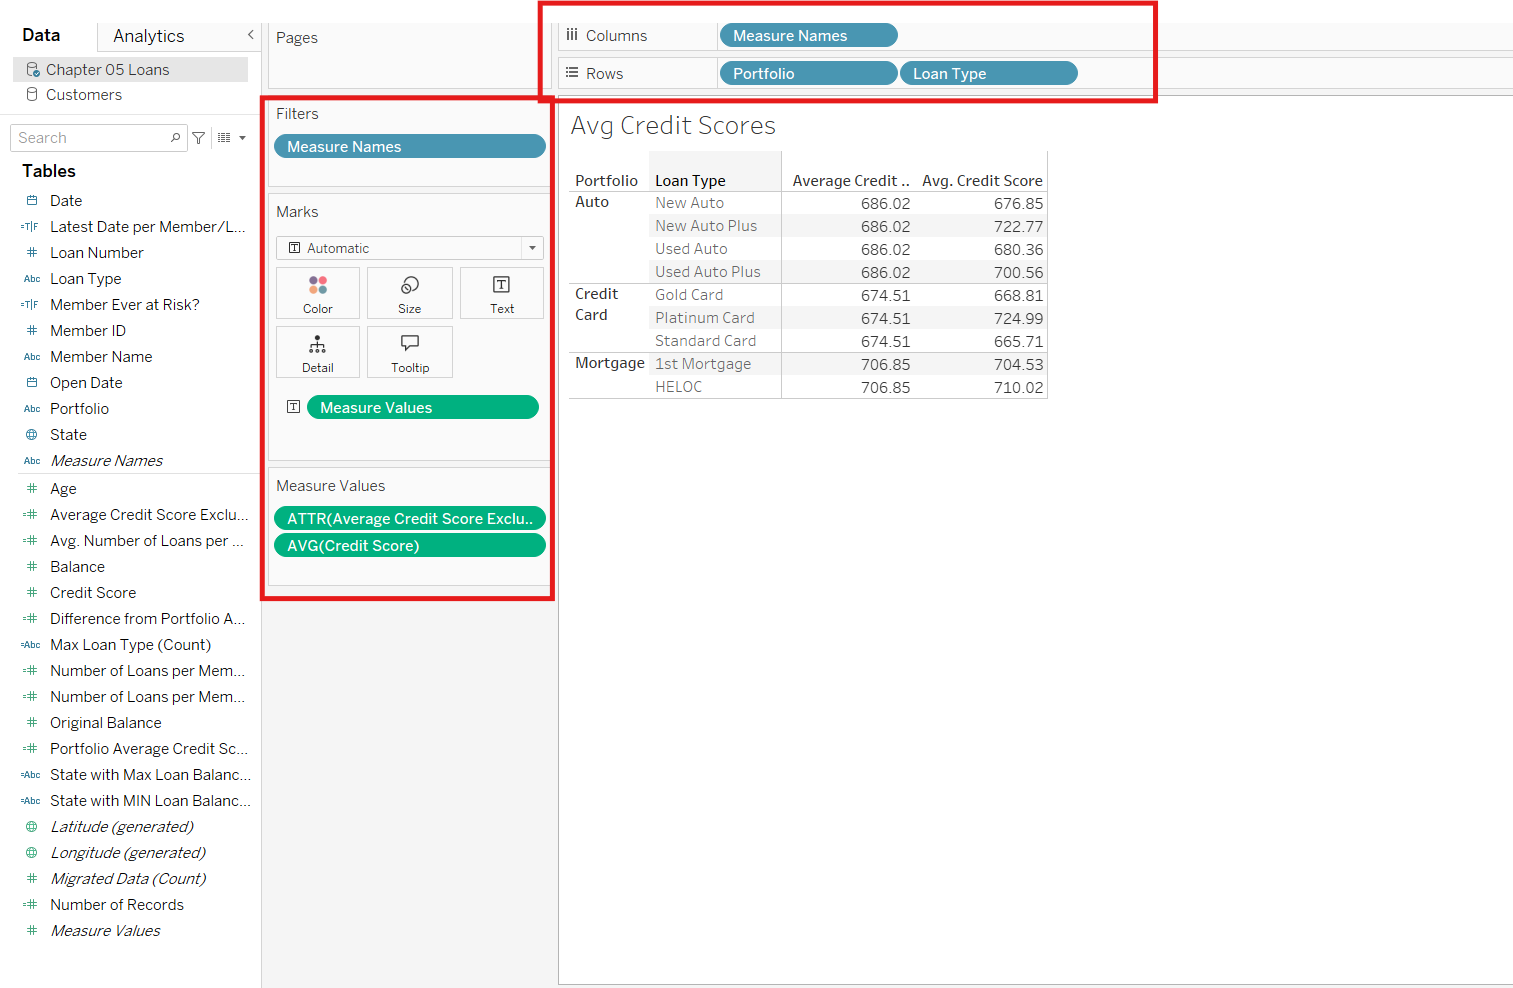 Data
Analytics
Chapter 05 Loans
Customers
Search
Tables
Date
=T|F Latest Date per Member/L...
# Loan Number
Abc Loan Type
=T|F Member Ever at Risk?
# Member ID
Abc Member Name
Open Date
Abc Portfolio
State
Abc Measure Names
# Age
=# Average Credit Score Exclu...
=# Avg. Number of Loans per ...
# Balance
# Credit Score
=# Difference from Portfolio A...
=Abc Max Loan Type (Count)
=# Number of Loans per Mem...
=# Number of Loans per Mem...
# Original Balance
=# Portfolio Average Credit Sc...
=Abc State with Max Loan Balanc...
=Abc State with MIN Loan Balanc...
Latitude (generated)
Longitude (generated)
# Migrated Data (Count)
=# Number of Records
# Measure Values
Pages
Filters
Measure Names
Marks
T Automatic
Color
Size
T Text
Detail
Tooltip
T Measure Values
Measure Values
ATTR(Average Credit Score Exclu..
AVG(Credit Score)
Columns Measure Names
Rows Portfolio Loan Type
Avg Credit Scores
Portfolio Loan Type Average Credit .. Avg. Credit Score
Auto New Auto 686.02 676.85
New Auto Plus 686.02 722.77
Used Auto 686.02 680.36
Used Auto Plus 686.02 700.56
Credit Gold Card 674.51 668.81
Card Platinum Card 674.51 724.99
Standard Card 674.51 665.71
Mortgage 1st Mortgage 706.85 704.53
HELOC 706.85 710.02